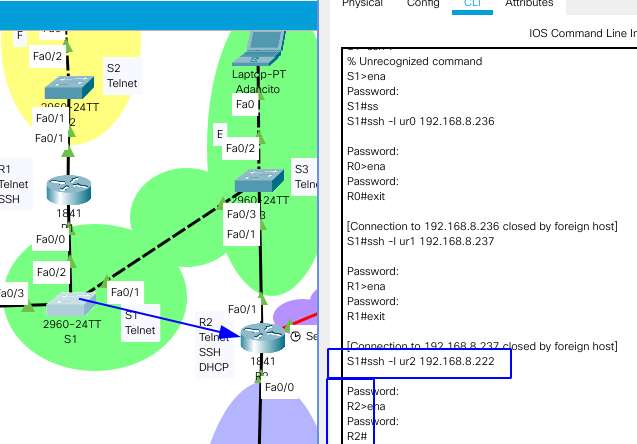 Physical Config CLI Attributes
IOS Command Line In
F
Fa0/2
S2
Telnet
2960-24TT
Fa0/1
Fa0/1
R1
Telnet
SSH
1841
Fa0/0
Fa0/2
Fa0/3
Fa0/1
S1
Telnet
2960-24TT
S1
Laptop-PT
Adancito
Fa0
E
Fa0/2
S3
Telne
2960-24TT
Fa0/3
Fa0/1
Fa0/1
R2
Telnet
SSH
DHCP
1841
Se
Fa0/0
% Unrecognized command
S1>ena
Password:
S1#ss
S1#ssh -l ur0 192.168.8.236
Password:
R0>ena
Password:
R0#exit
[Connection to 192.168.8.236 closed by foreign host]
S1#ssh -l ur1 192.168.8.237
Password:
R1>ena
Password:
R1#exit
[Connection to 192.168.8.237 closed by foreign host]
S1#ssh -l ur2 192.168.8.222
Password:
R2>ena
Password:
R2#